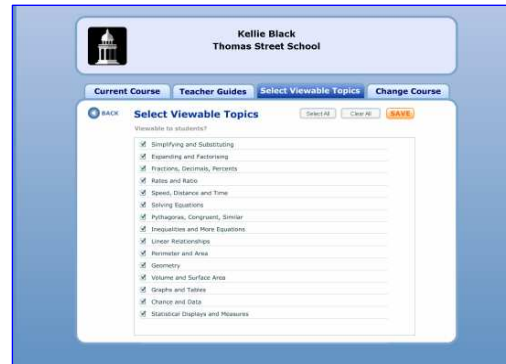 Kellie Black
Thomas Street School
Current Course
Teacher Guides
Select Viewable Topics
Change Course
BACK
Select Viewable Topics
Select All
Clear All
SAVE
Viewable to students?
Simplifying and Substituting
Expanding and Factorising
Fractions, Decimals, Percents
Rates and Ratio
Speed, Distance and Time
Solving Equations
Pythagoras, Congruent, Similar
Inequalities and More Equations
Linear Relationships
Perimeter and Area
Geometry
Volume and Surface Area
Graphs and Tables
Chance and Data
Statistical Displays and Measures